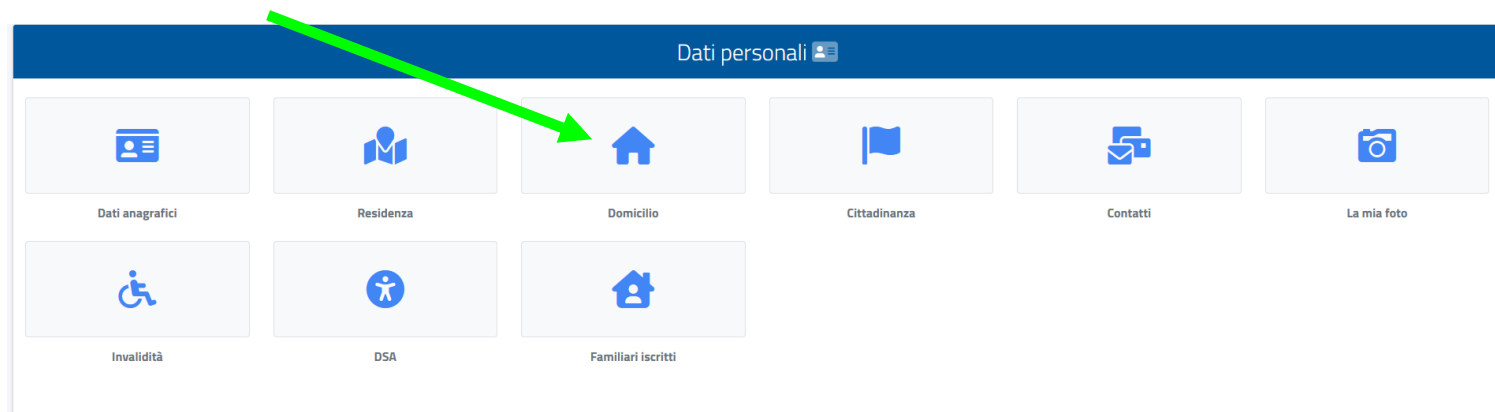 Dati personali
Dati anagrafici
Residenza
Domicilio
Cittadinanza
Contatti
La mia foto
Invalidità
DSA
Familiari iscritti